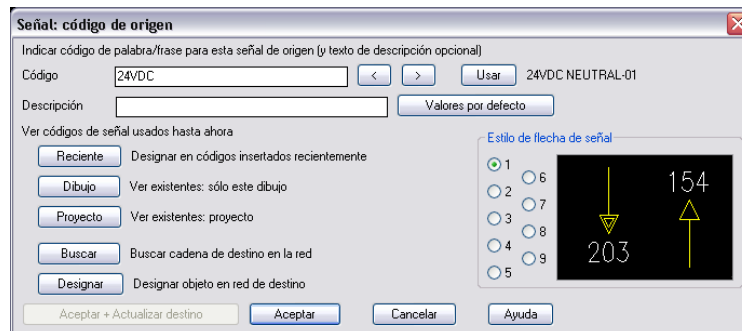 Señal: código de origen
Indicar código de palabra/frase para esta señal de origen (y texto de descripción opcional)
Código 24VDC < > Usar 24VDC NEUTRAL-01
Descripción Valores por defecto
Ver códigos de señal usados hasta ahora
Reciente Designar en códigos insertados recientemente
Dibujo Ver existentes: sólo este dibujo
Proyecto Ver existentes: proyecto
Buscar Buscar cadena de destino en la red
Designar Designar objeto en red de destino
Estilo de flecha de señal
1
2
3
4
5
6
7
8
9
203
154
Aceptar + Actualizar destino Aceptar Cancelar Ayuda